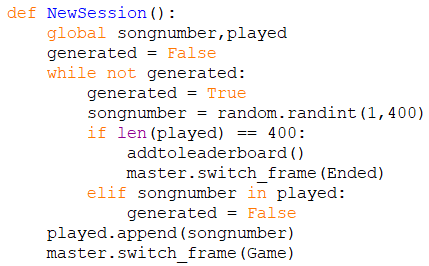 def NewSession():
    global songnumber,played
    generated = False
    while not generated:
        generated = True
        songnumber = random.randint(1,400)
        if len(played) == 400:
            addtoleaderboard()
            master.switch_frame(Ended)
        elif songnumber in played:
            generated = False
    played.append(songnumber)
    master.switch_frame(Game)